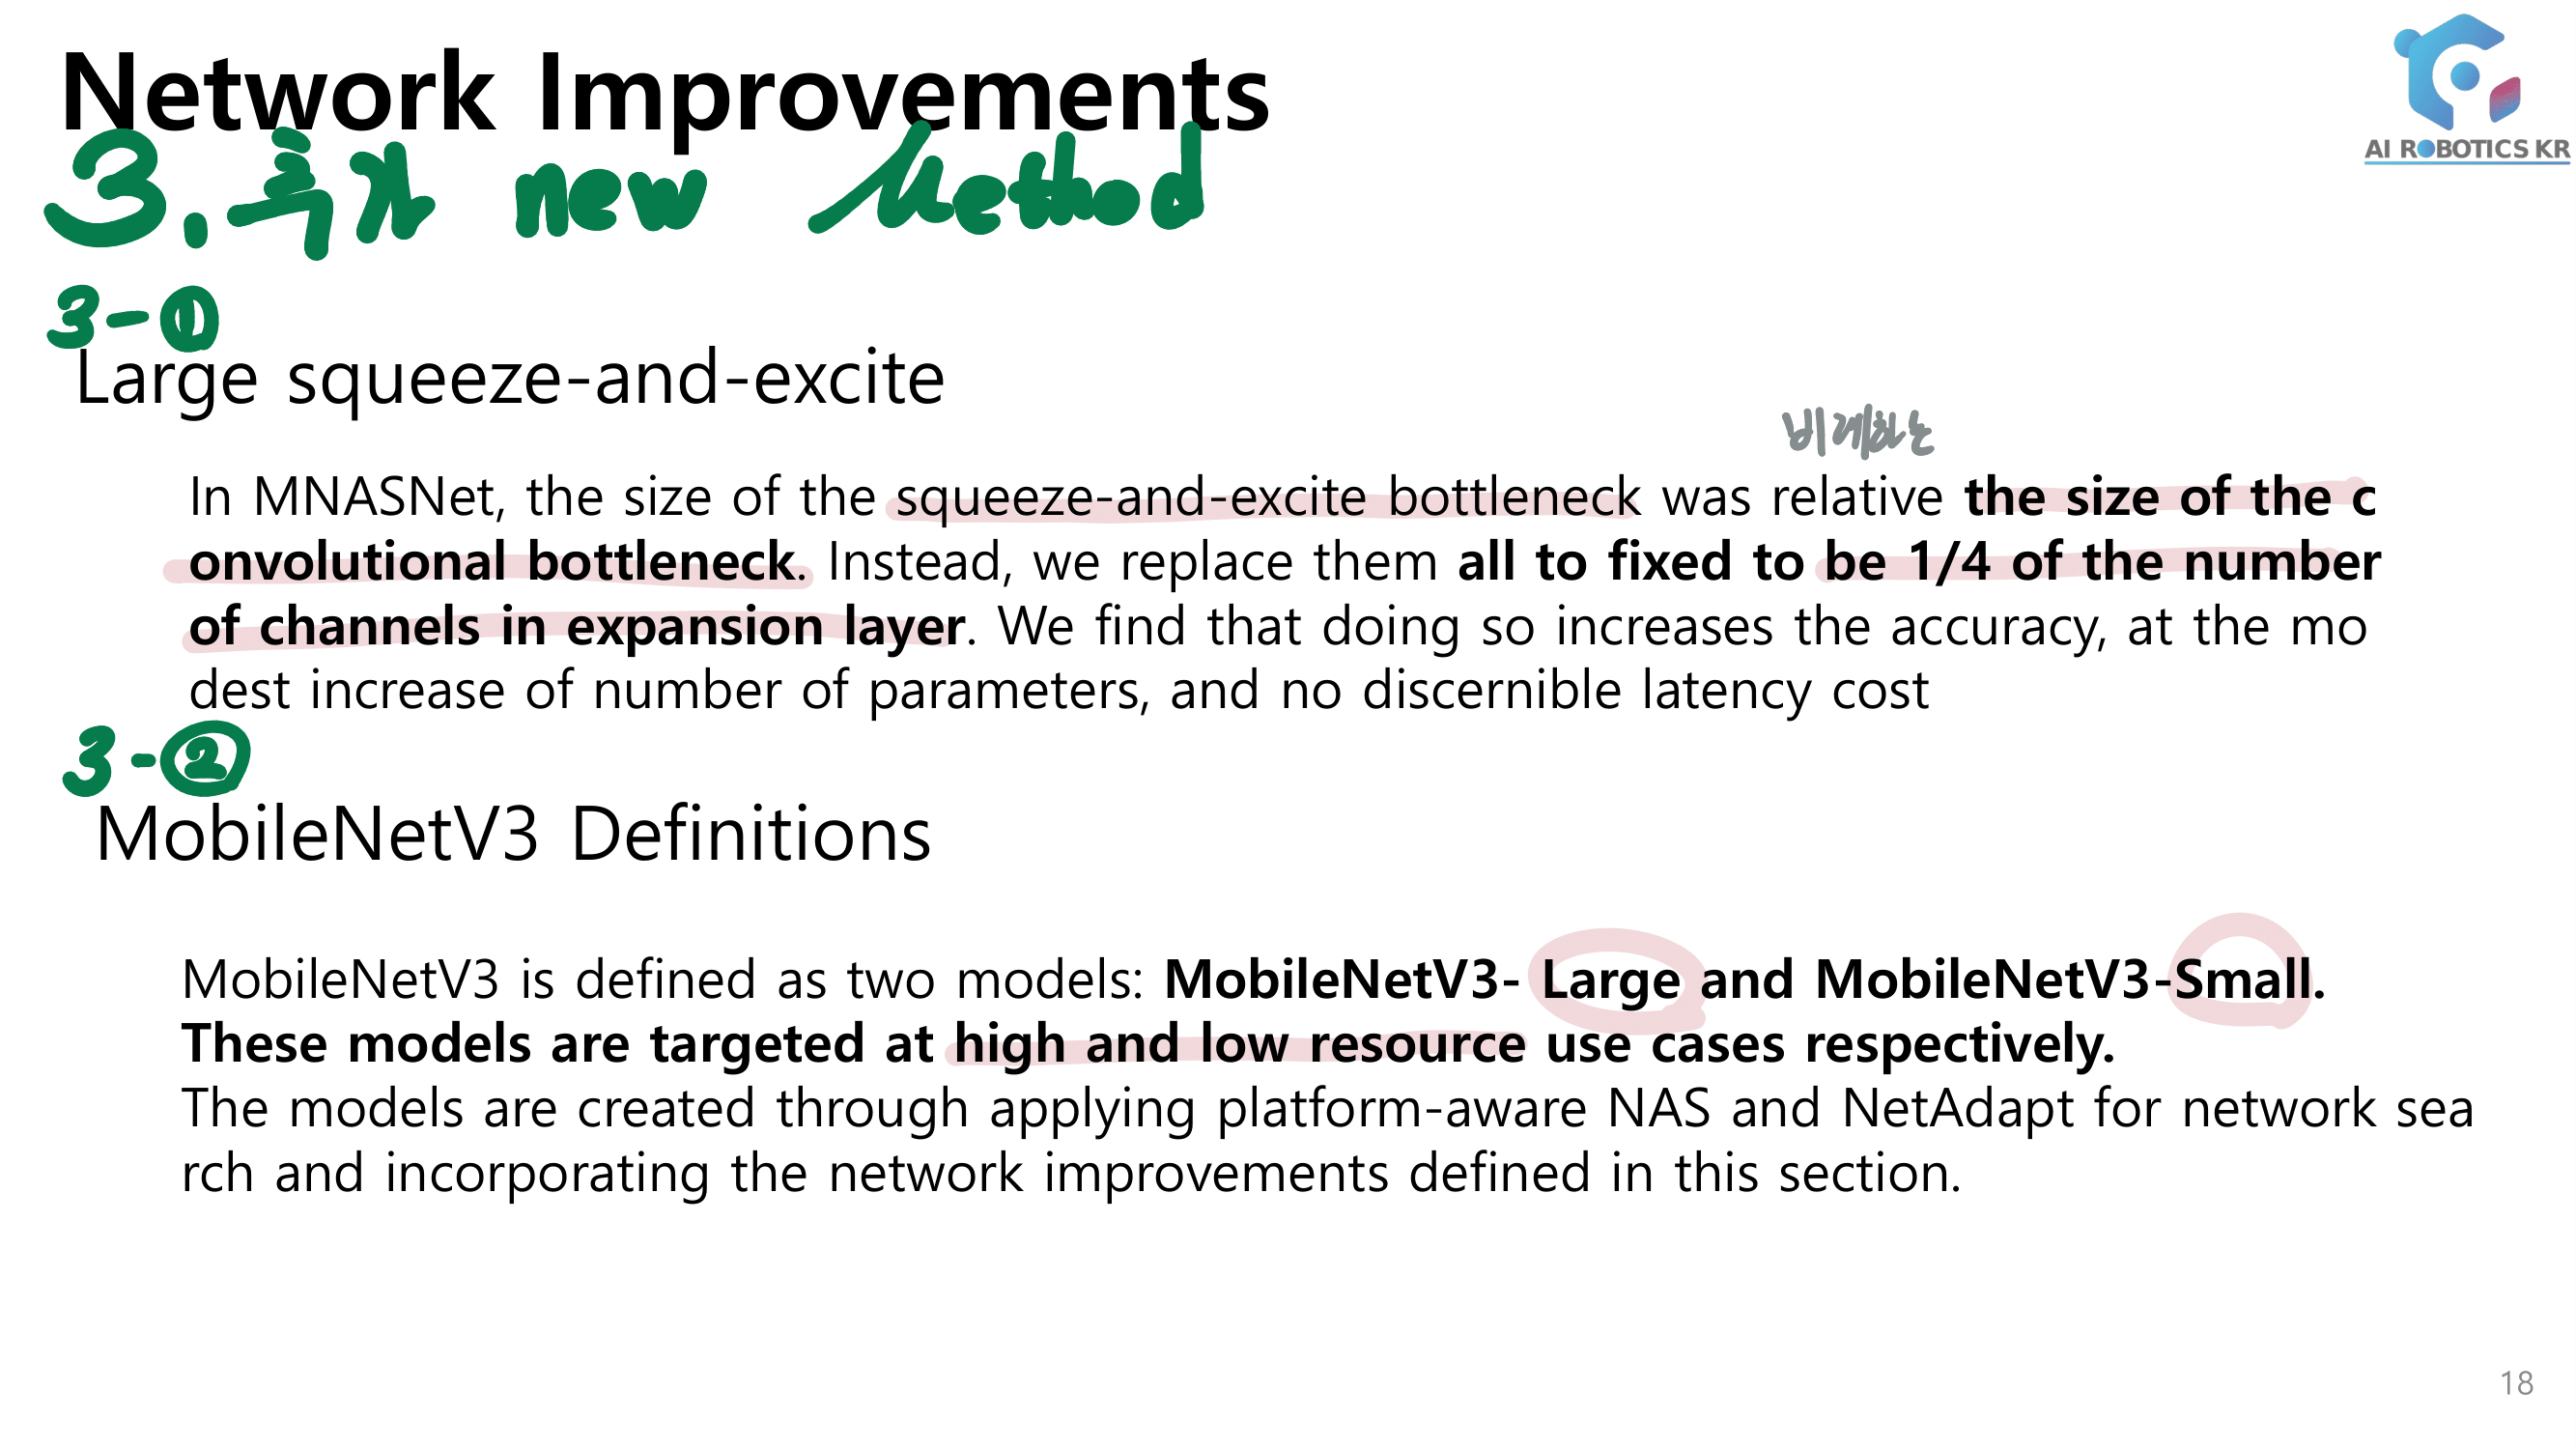 Network Improvements
AI ROBOTICS KR
3. 추가 new Method
3-①
Large squeeze-and-excite
비례하는
In MNASNet, the size of the squeeze-and-excite bottleneck was relative the size of the c
onvolutional bottleneck. Instead, we replace them all to fixed to be 1/4 of the number
of channels in expansion layer. We find that doing so increases the accuracy, at the mo
dest increase of number of parameters, and no discernible latency cost
3-②
MobileNetV3 Definitions
MobileNetV3 is defined as two models: MobileNetV3- Large and MobileNetV3-Small.
These models are targeted at high and low resource use cases respectively.
The models are created through applying platform-aware NAS and NetAdapt for network sea
rch and incorporating the network improvements defined in this section.
18